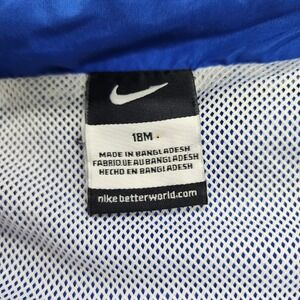 18M
MADE IN BANGLADESH
FABRIQUE AU BANGLADESH
HECHO EN BANGLADESH
nikebetterworld.com